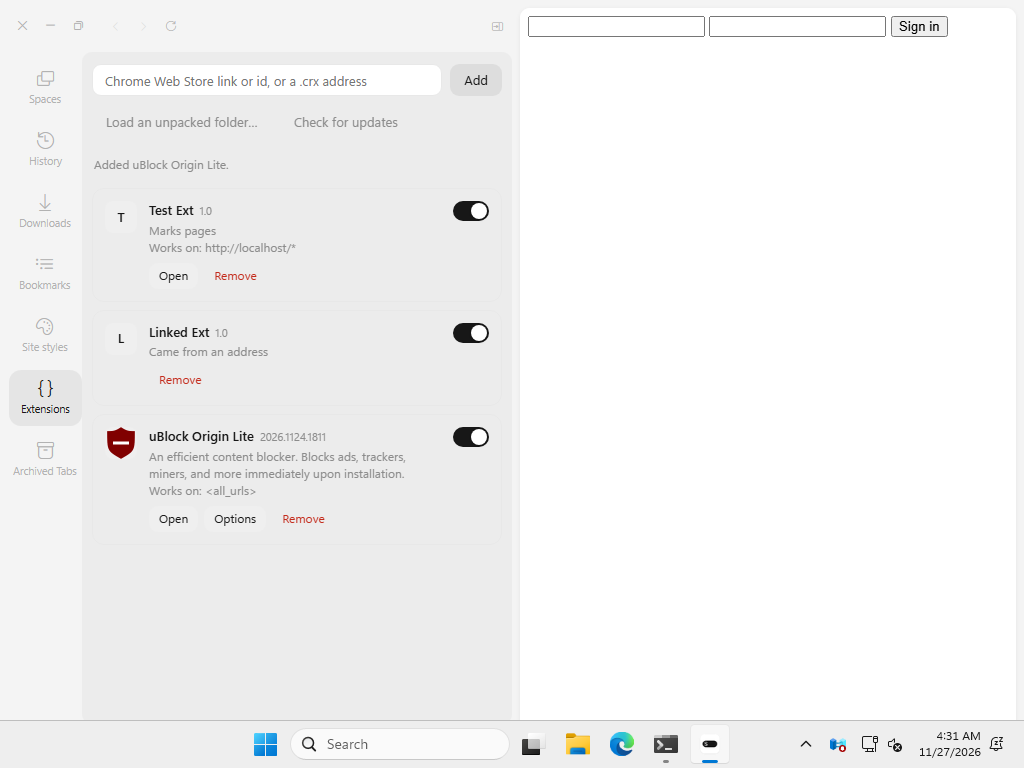 Sign in
Spaces
History
Downloads
Bookmarks
Site styles
Extensions
Archived Tabs
Chrome Web Store link or id, or a .crx address
Add
Load an unpacked folder...
Check for updates
Added uBlock Origin Lite.
T
Test Ext 1.0
Marks pages
Works on: http://localhost/*
Open Remove
L
Linked Ext 1.0
Came from an address
Remove
uBlock Origin Lite 2026.1124.1811
An efficient content blocker. Blocks ads, trackers,
miners, and more immediately upon installation.
Works on: <all_urls>
Open Options Remove
Search
4:31 AM
11/27/2026